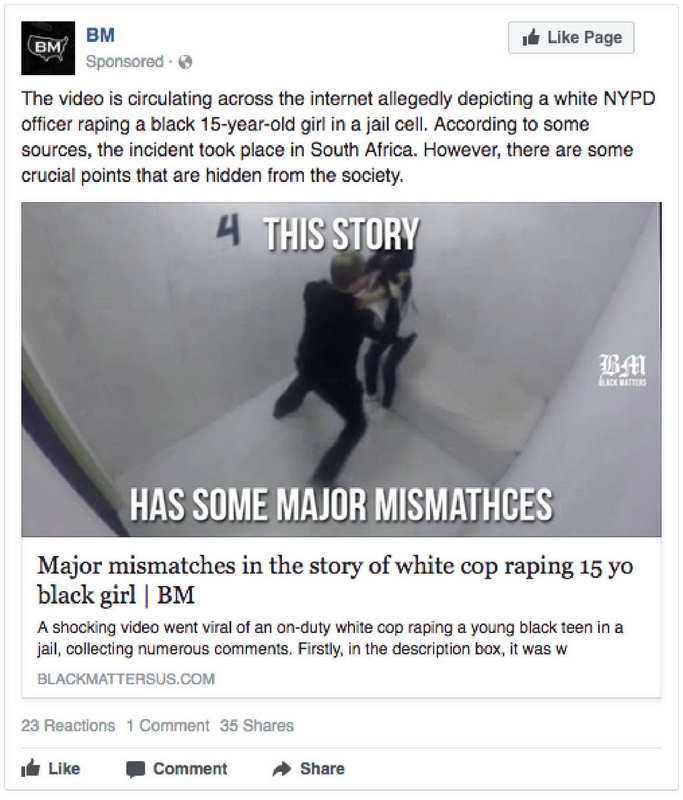 BM
BM
Sponsored ·
Like Page
The video is circulating across the internet allegedly depicting a white NYPD
officer raping a black 15-year-old girl in a jail cell. According to some
sources, the incident took place in South Africa. However, there are some
crucial points that are hidden from the society.
4 THIS STORY
BM
BLACK MATTERS
HAS SOME MAJOR MISMATHCES
Major mismatches in the story of white cop raping 15 yo
black girl | BM
A shocking video went viral of an on-duty white cop raping a young black teen in a
jail, collecting numerous comments. Firstly, in the description box, it was w
BLACKMATTERSUS.COM
23 Reactions 1 Comment 35 Shares
Like Comment Share